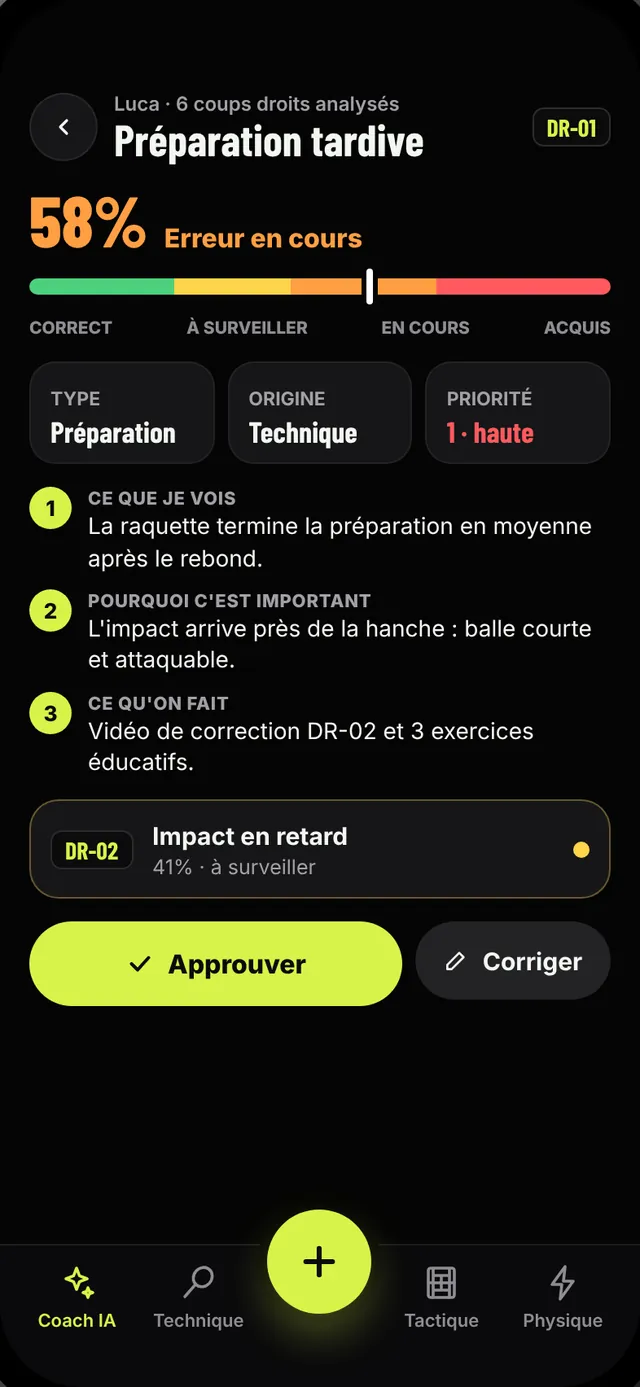 Luca · 6 coups droits analysés
Préparation tardive
DR-01
58% Erreur en cours
CORRECT À SURVEILLER EN COURS ACQUIS
TYPE
Préparation
ORIGINE
Technique
PRIORITÉ
1 · haute
1
CE QUE JE VOIS
La raquette termine la préparation en moyenne
après le rebond.
2
POURQUOI C'EST IMPORTANT
L'impact arrive près de la hanche : balle courte
et attaquable.
3
CE QU'ON FAIT
Vidéo de correction DR-02 et 3 exercices
éducatifs.
DR-02
Impact en retard
41% · à surveiller
Approuver
Corriger
Coach IA
Technique
Tactique
Physique